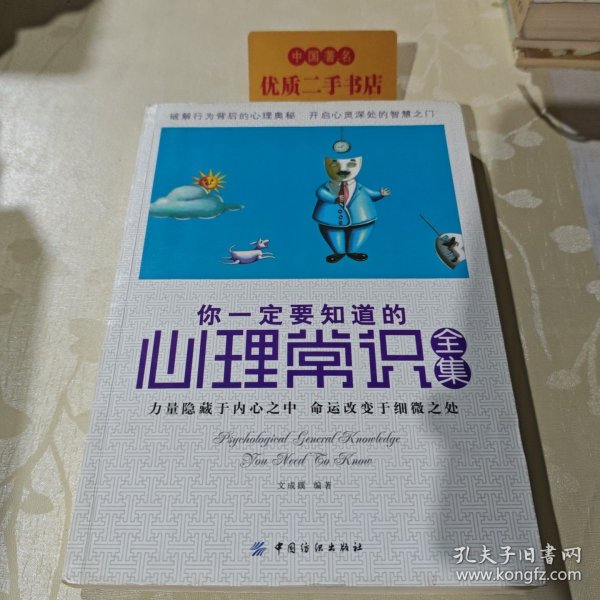 中国著名
优质二手书店
破解行为背后的心理奥秘 开启心灵深处的智慧之门
你一定要知道的
心理常识全集
力量隐藏于内心之中 命运改变于细微之处
Psychological General Knowledge
You Need To Know
文成蹊 编著
中国纺织出版社
孔夫子旧书网
www.kongfz.com